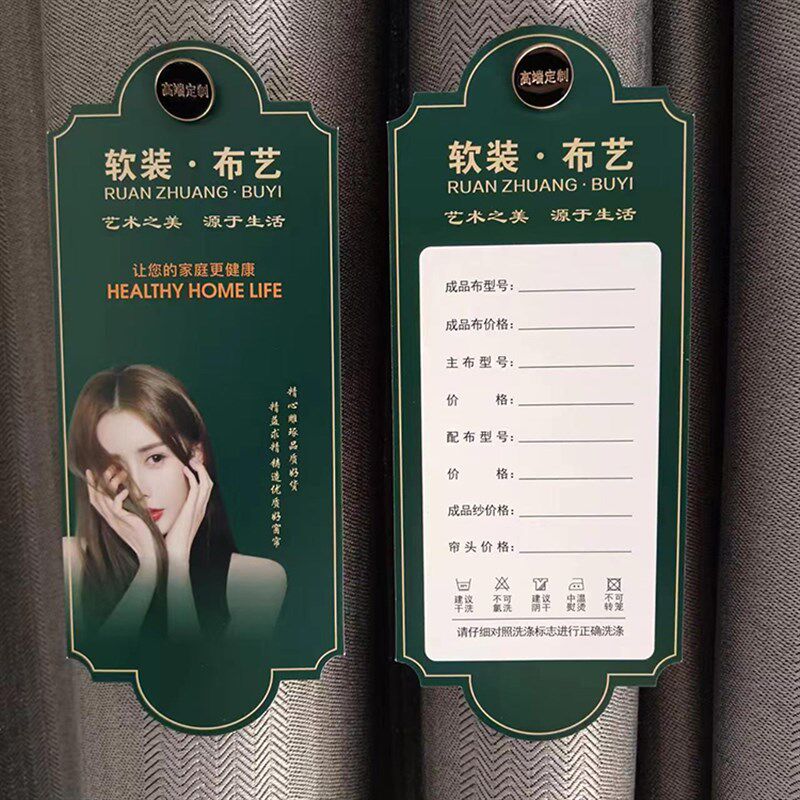 高端定制
软装·布艺
RUAN ZHUANG·BUYI
艺术之美 源于生活
让您的家庭更健康
HEALTHY HOME LIFE
精心雕琢品质好货
精益求精 铸造优质好窗帘
高端定制
软装·布艺
RUAN ZHUANG·BUYI
艺术之美 源于生活
成品布型号：
成品布价格：
主布型号：
价 格：
配布型号：
价 格：
成品纱价格：
帘头价格：
建议干洗 不可氯洗 建议阴干 中温熨烫 不可转笼
请仔细对照洗涤标志进行正确洗涤